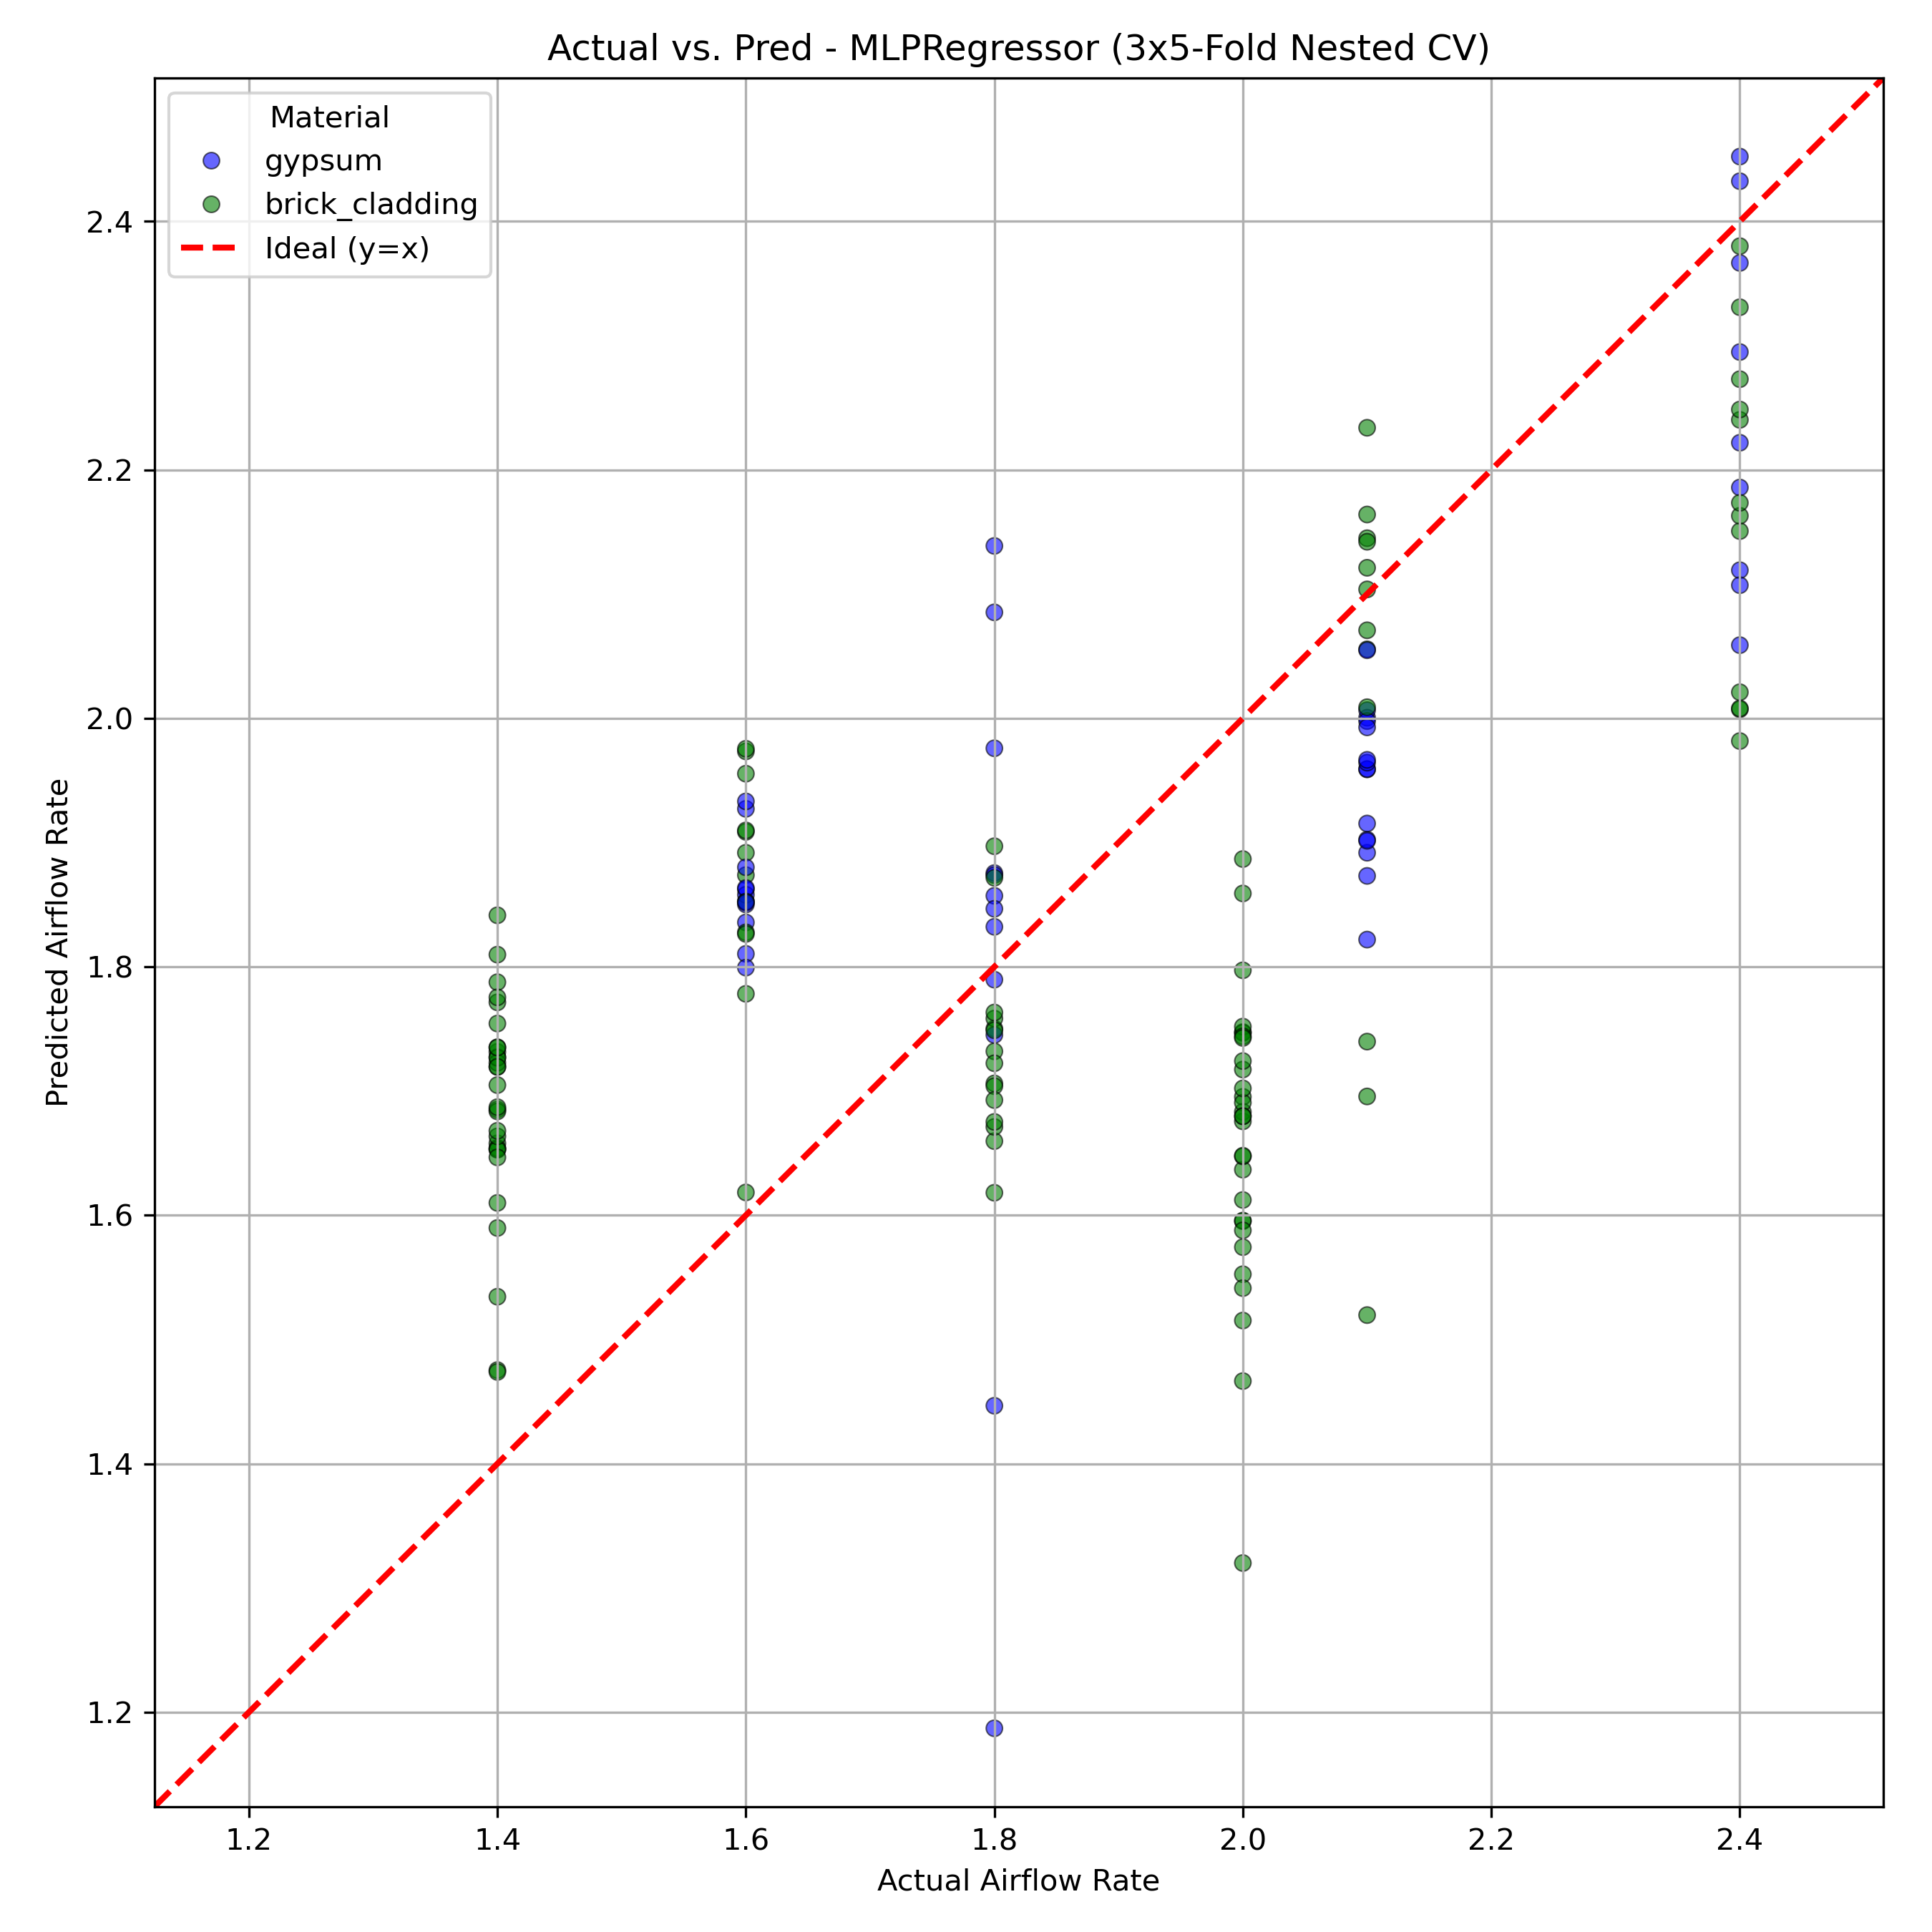 Actual vs. Pred - MLPRegressor (3x5-Fold Nested CV)
Material
gypsum
brick_cladding
Ideal (y=x)
2.4
2.2
2.0
1.8
1.6
1.4
1.2
Predicted Airflow Rate
1.2 1.4 1.6 1.8 2.0 2.2 2.4
Actual Airflow Rate